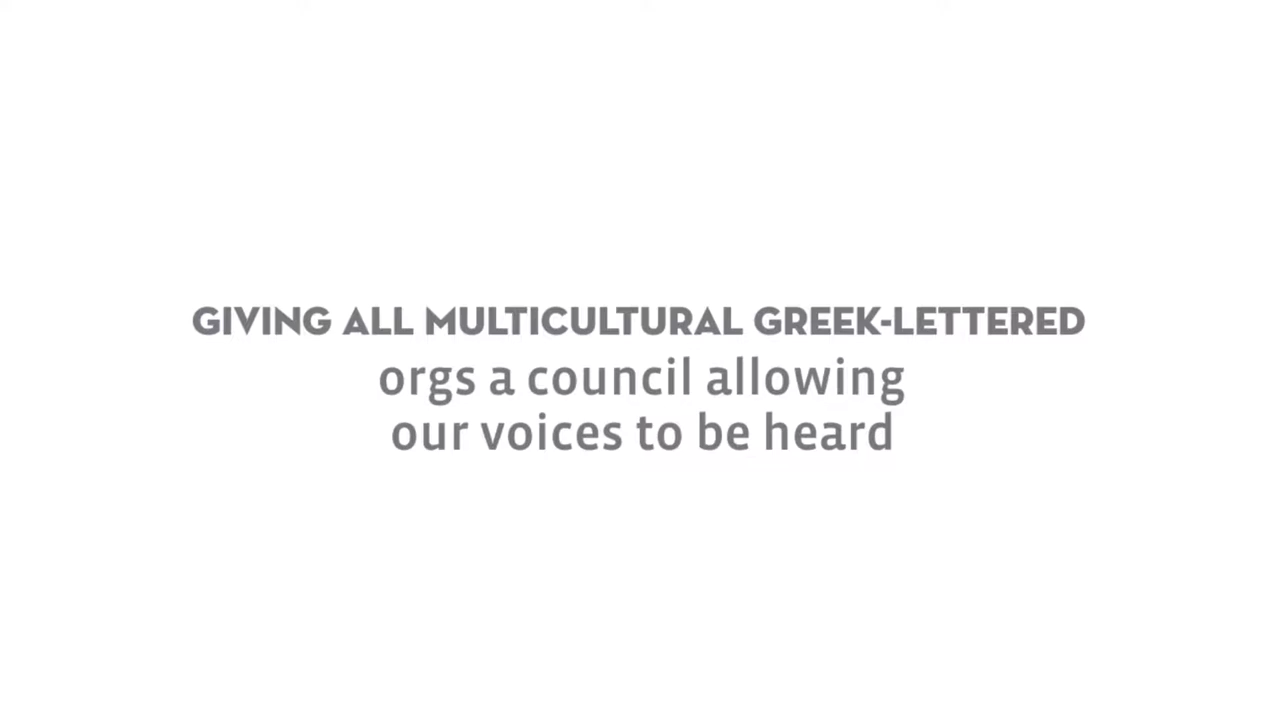 GIVING ALL MULTICULTURAL GREEK-LETTERED
orgs a council allowing
our voices to be heard